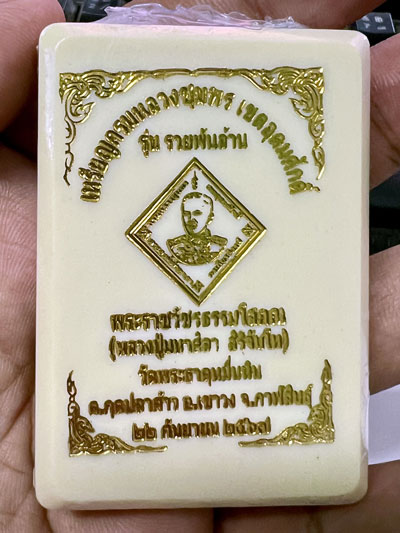 เหรียญกรมหลวงชุมพร เขตอุดมศักดิ์
รุ่น รวยพันล้าน
พระราชวัชรธรรมโสภณ
(หลวงปู่มหาศิลา สิริจันโท)
วัดพระธาตุหมื่นหิน
ต.กุดปลาค้าว อ.เขาวง จ.กาฬสินธุ์
๒๒ กันยายน ๒๕๖๗